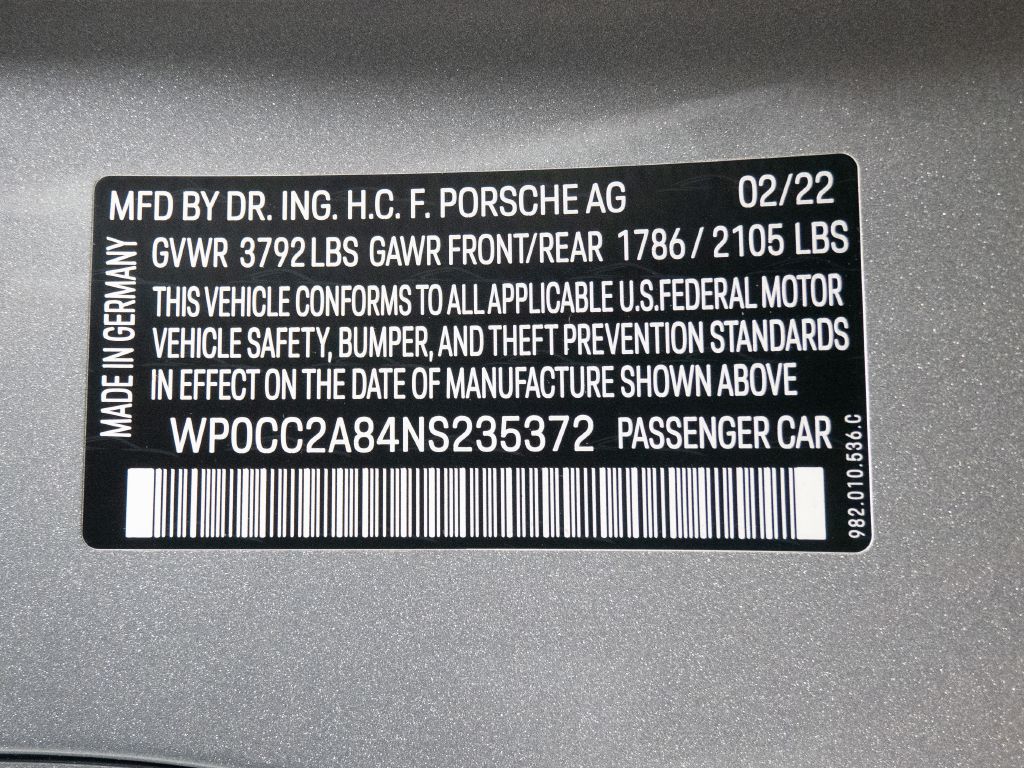 MFD BY DR. ING. H.C. F. PORSCHE AG 02/22
GVWR 3792 LBS GAWR FRONT/REAR 1786 / 2105 LBS
THIS VEHICLE CONFORMS TO ALL APPLICABLE U.S.FEDERAL MOTOR
VEHICLE SAFETY, BUMPER, AND THEFT PREVENTION STANDARDS
IN EFFECT ON THE DATE OF MANUFACTURE SHOWN ABOVE
WP0CC2A84NS235372 PASSENGER CAR
MADE IN GERMANY
982.010.536.C